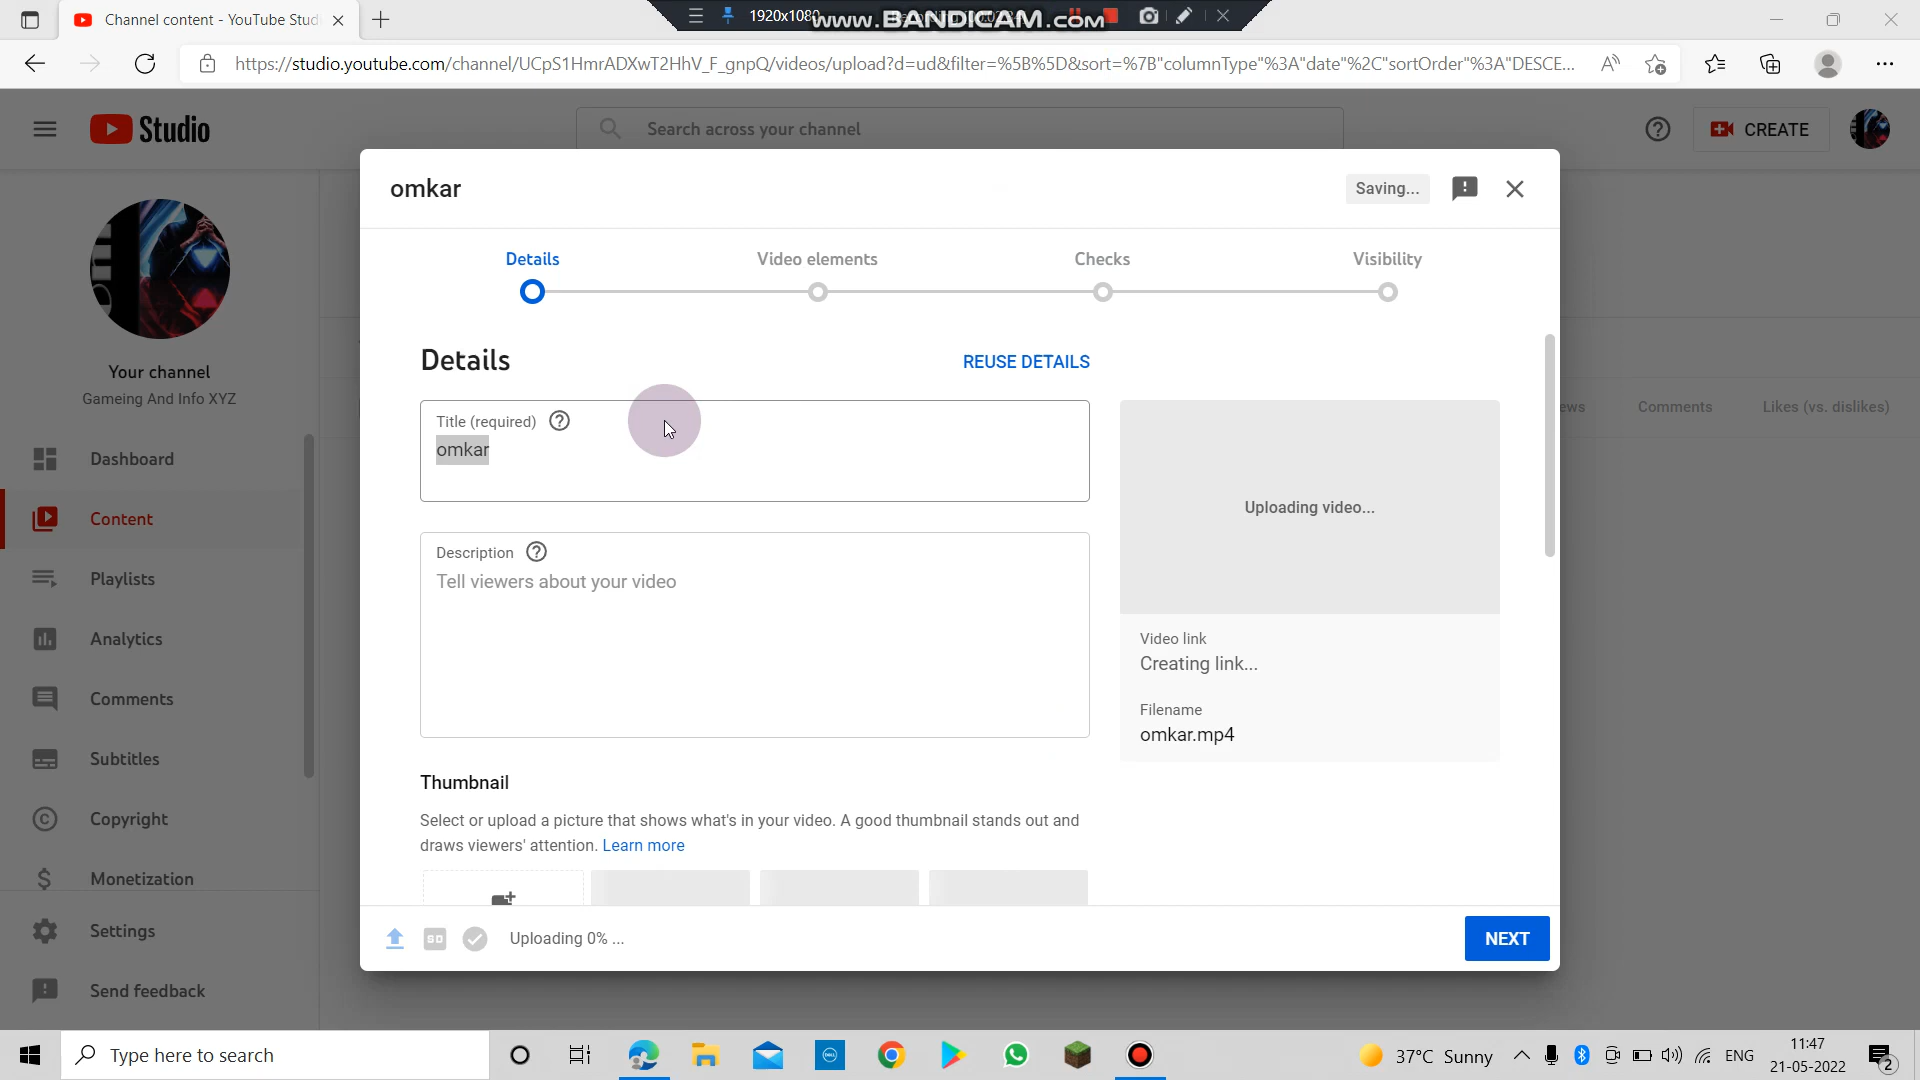 Channel content - YouTube Stud
1920x1080
www.BANDICAM.com
https://studio.youtube.com/channel/UCpS1HmrADXwT2HhV_F_gnpQ/videos/upload?d=ud&filter=%5B%5D&sort=%7B"columnType"%3A"date"%2C"sortOrder"%3A"DESCE...
Studio
Search across your channel
CREATE
omkar
Saving...
Details
Video elements
Checks
Visibility
Your channel
Gameing And Info XYZ
Details
REUSE DETAILS
Title (required)
omkar
ews
Comments
Likes (vs. dislikes)
Dashboard
Content
Playlists
Analytics
Comments
Subtitles
Copyright
Monetization
Settings
Send feedback
Uploading video...
Description
Tell viewers about your video
Video link
Creating link...
Filename
omkar.mp4
Thumbnail
Select or upload a picture that shows what's in your video. A good thumbnail stands out and
draws viewers' attention. Learn more
SD
Uploading 0% ...
NEXT
Type here to search
DELL
37°C Sunny
ENG
11:47
21-05-2022
2